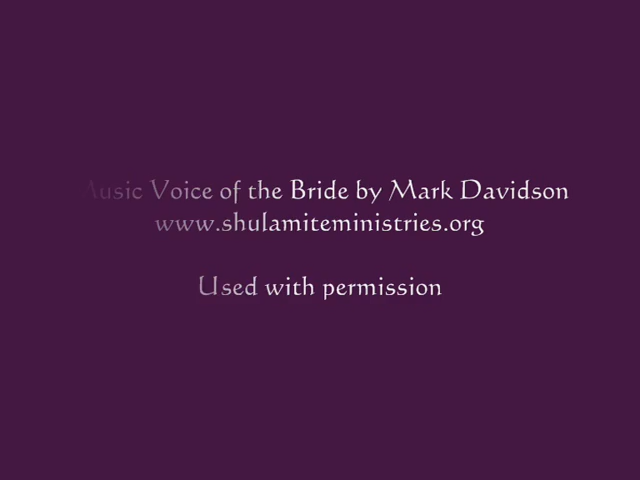 Music Voice of the Bride by Mark Davidson
www.shulamiteministries.org
Used with permission